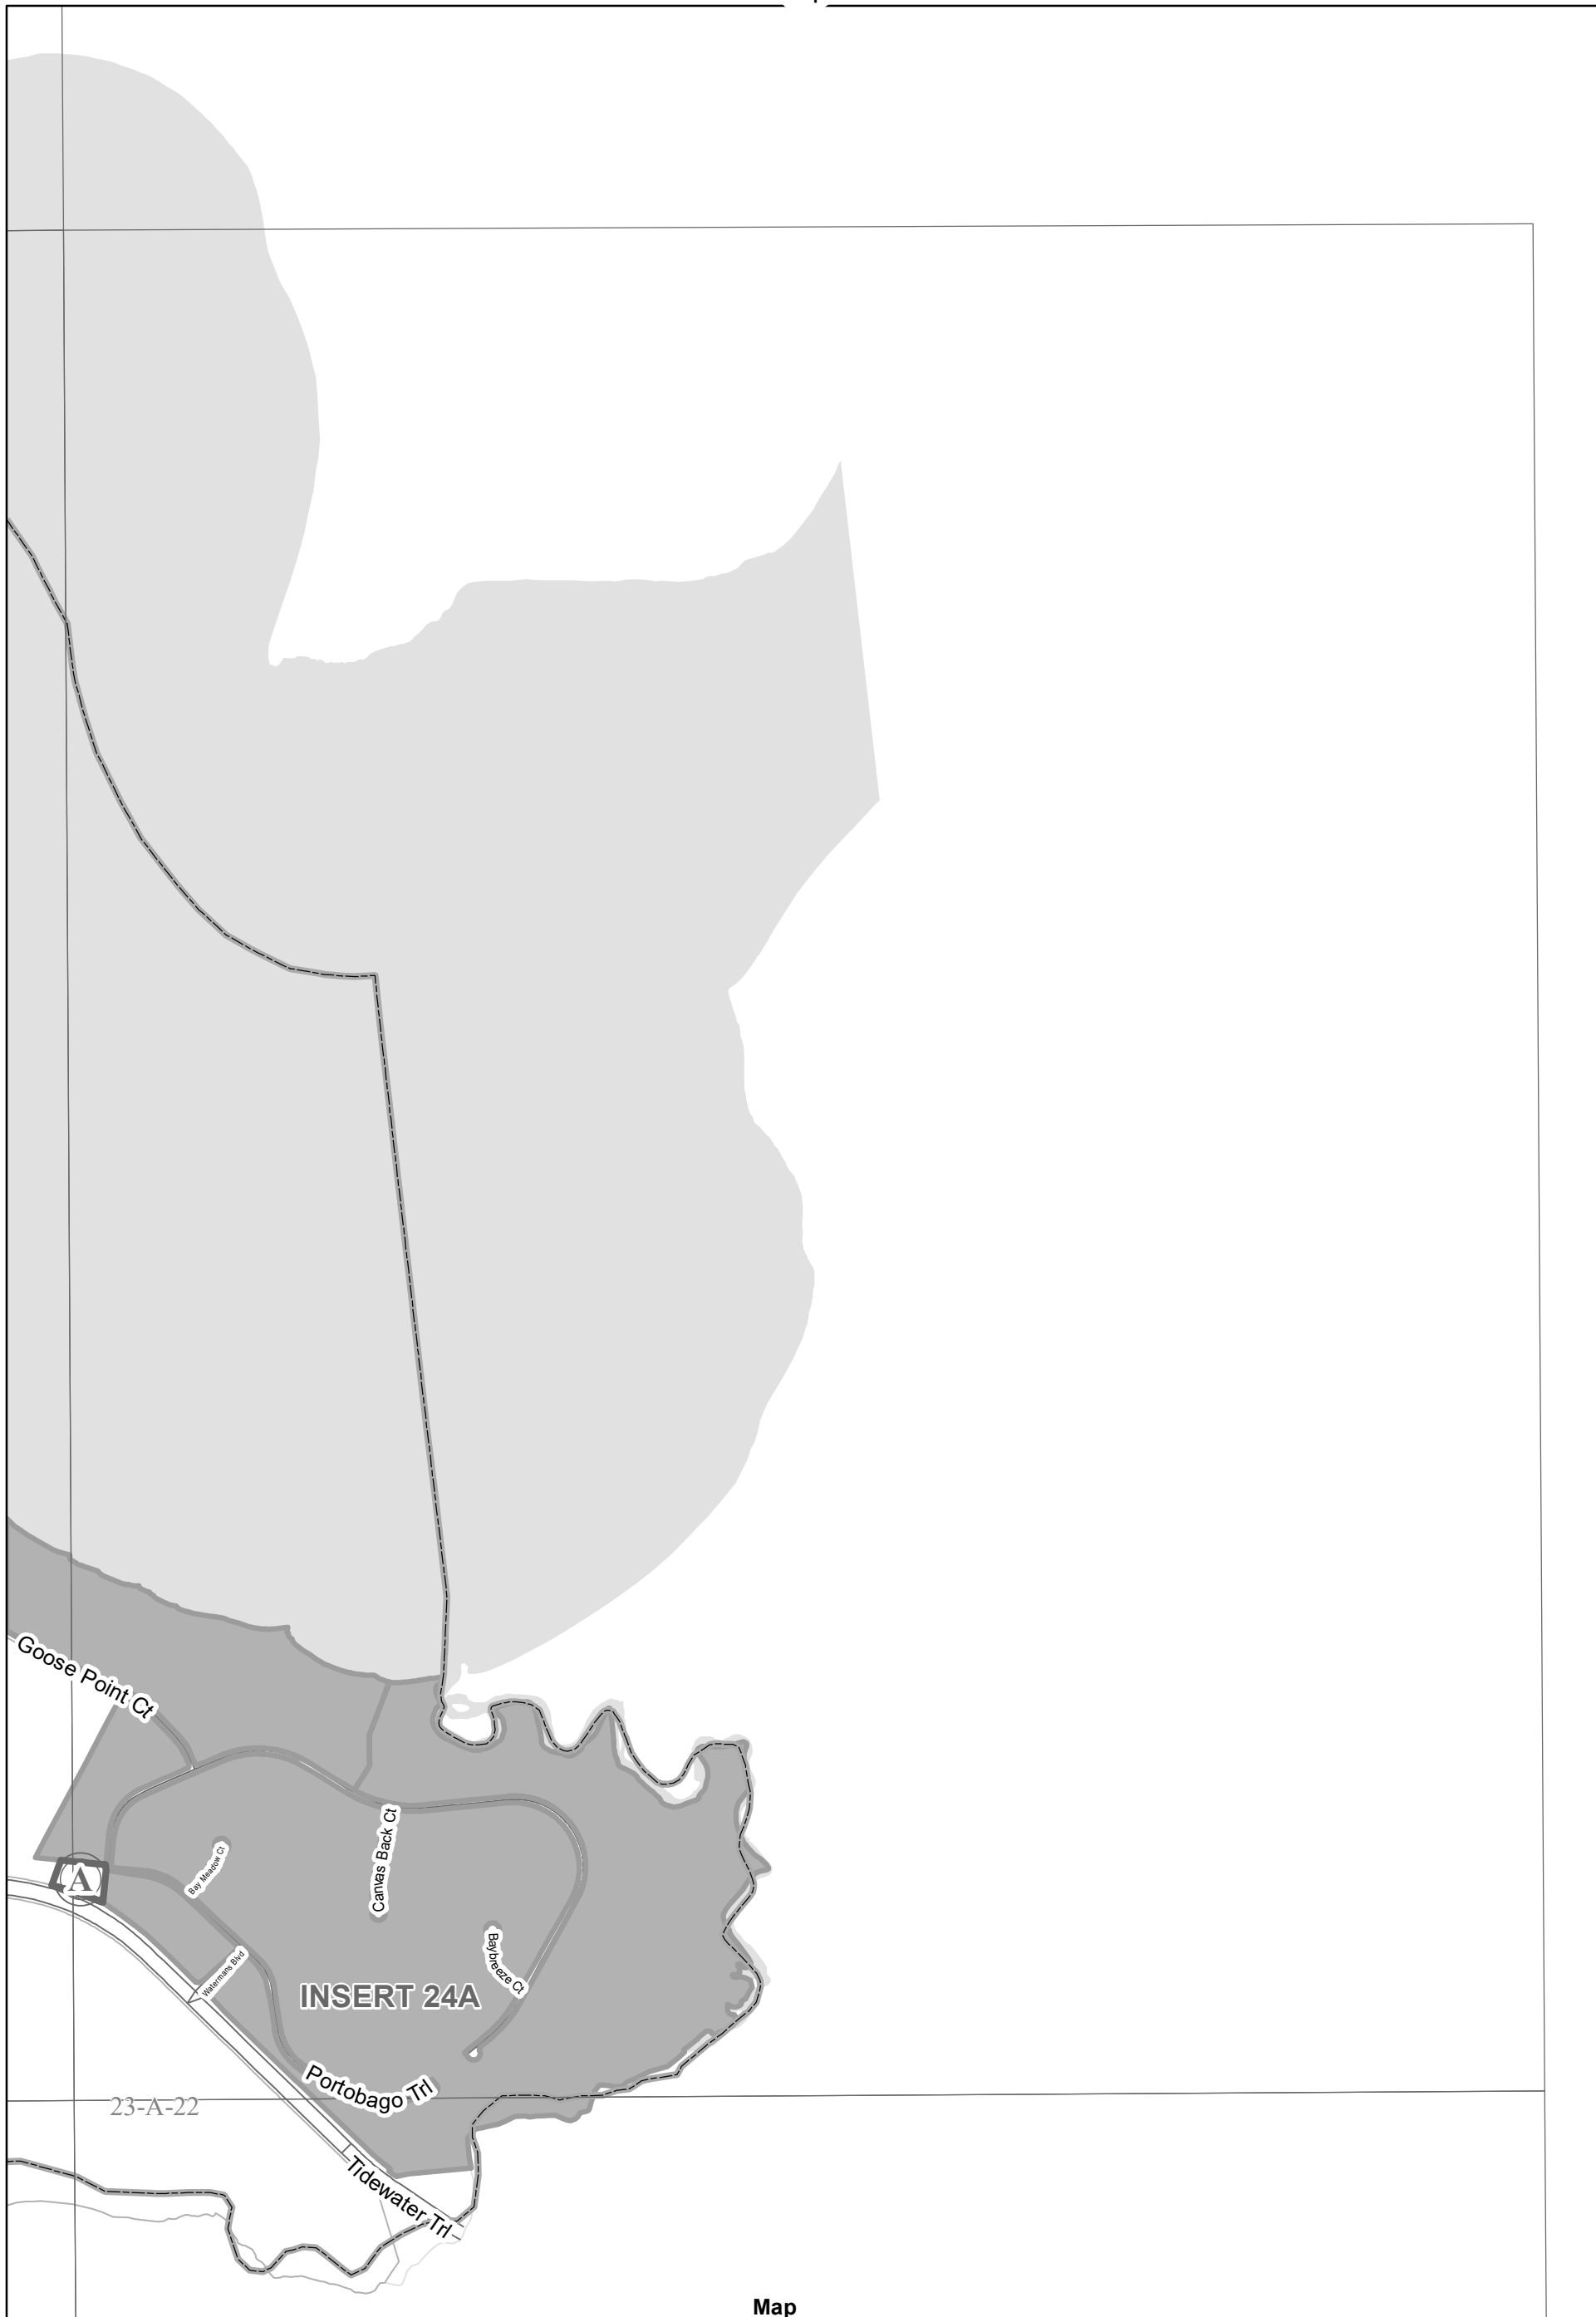 Goose Point Ct
Canvas Back Ct
Bay Meadow Ct
A
Baybreeze Ct
Watermans Blvd
INSERT 24A
Portobago Trl
23-A-22
Tidewater Trl
Map